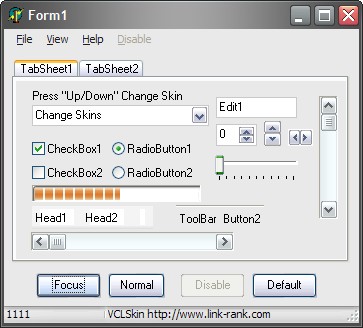 Form1
File View Help Disable
TabSheet1 TabSheet2
Press "Up/Down" Change Skin
Edit1
Change Skins
0
CheckBox1 RadioButton1
CheckBox2 RadioButton2
Head1 Head2 ToolBar Button2
Focus Normal Disable Default
1111 VCLSkin http://www.link-rank.com